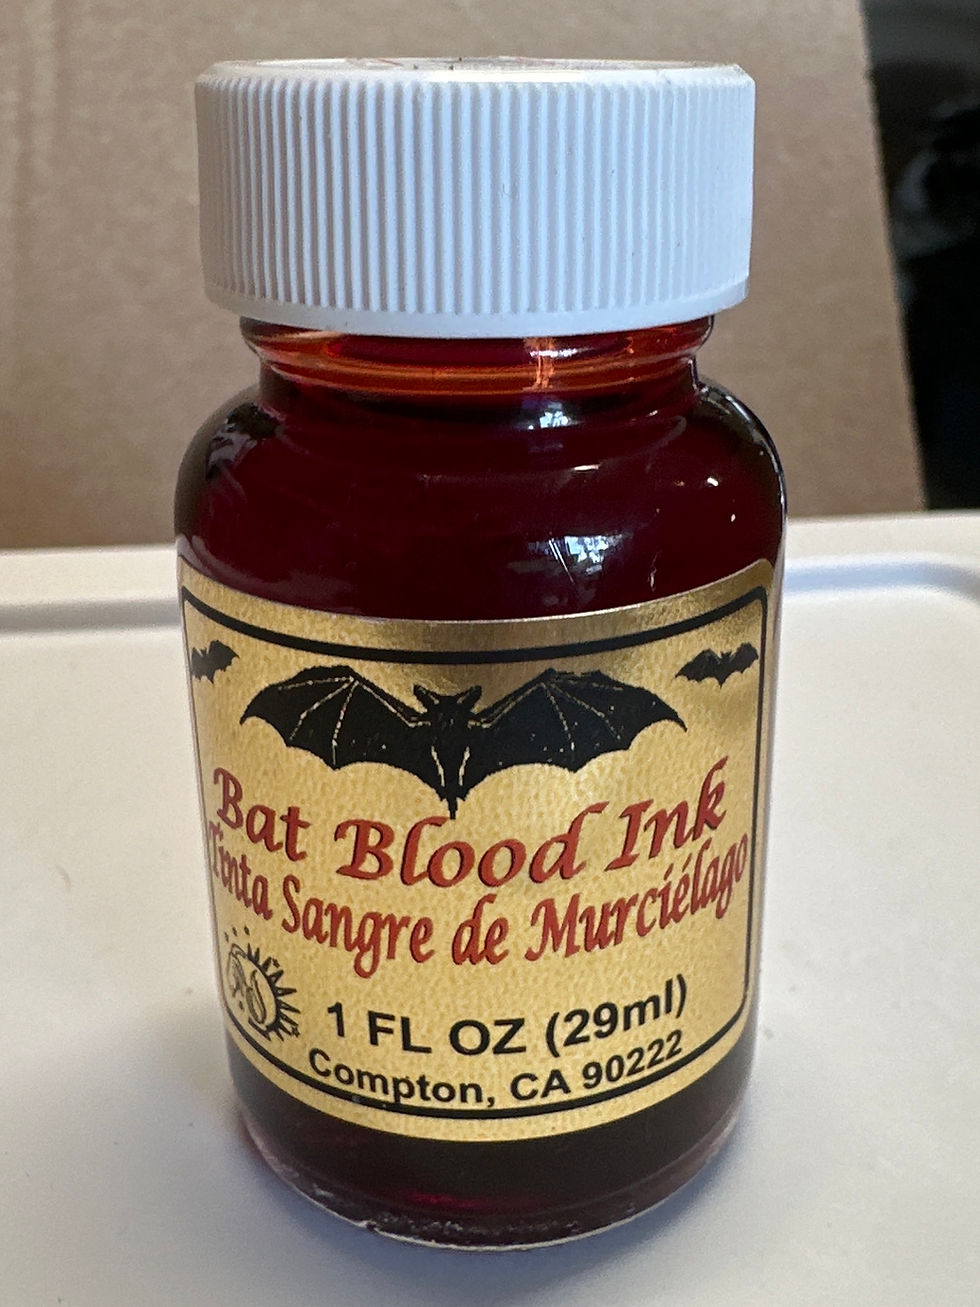 Bat Blood Ink
Tinta Sangre de Murciélago
1 FL OZ (29ml)
Compton, CA 90222